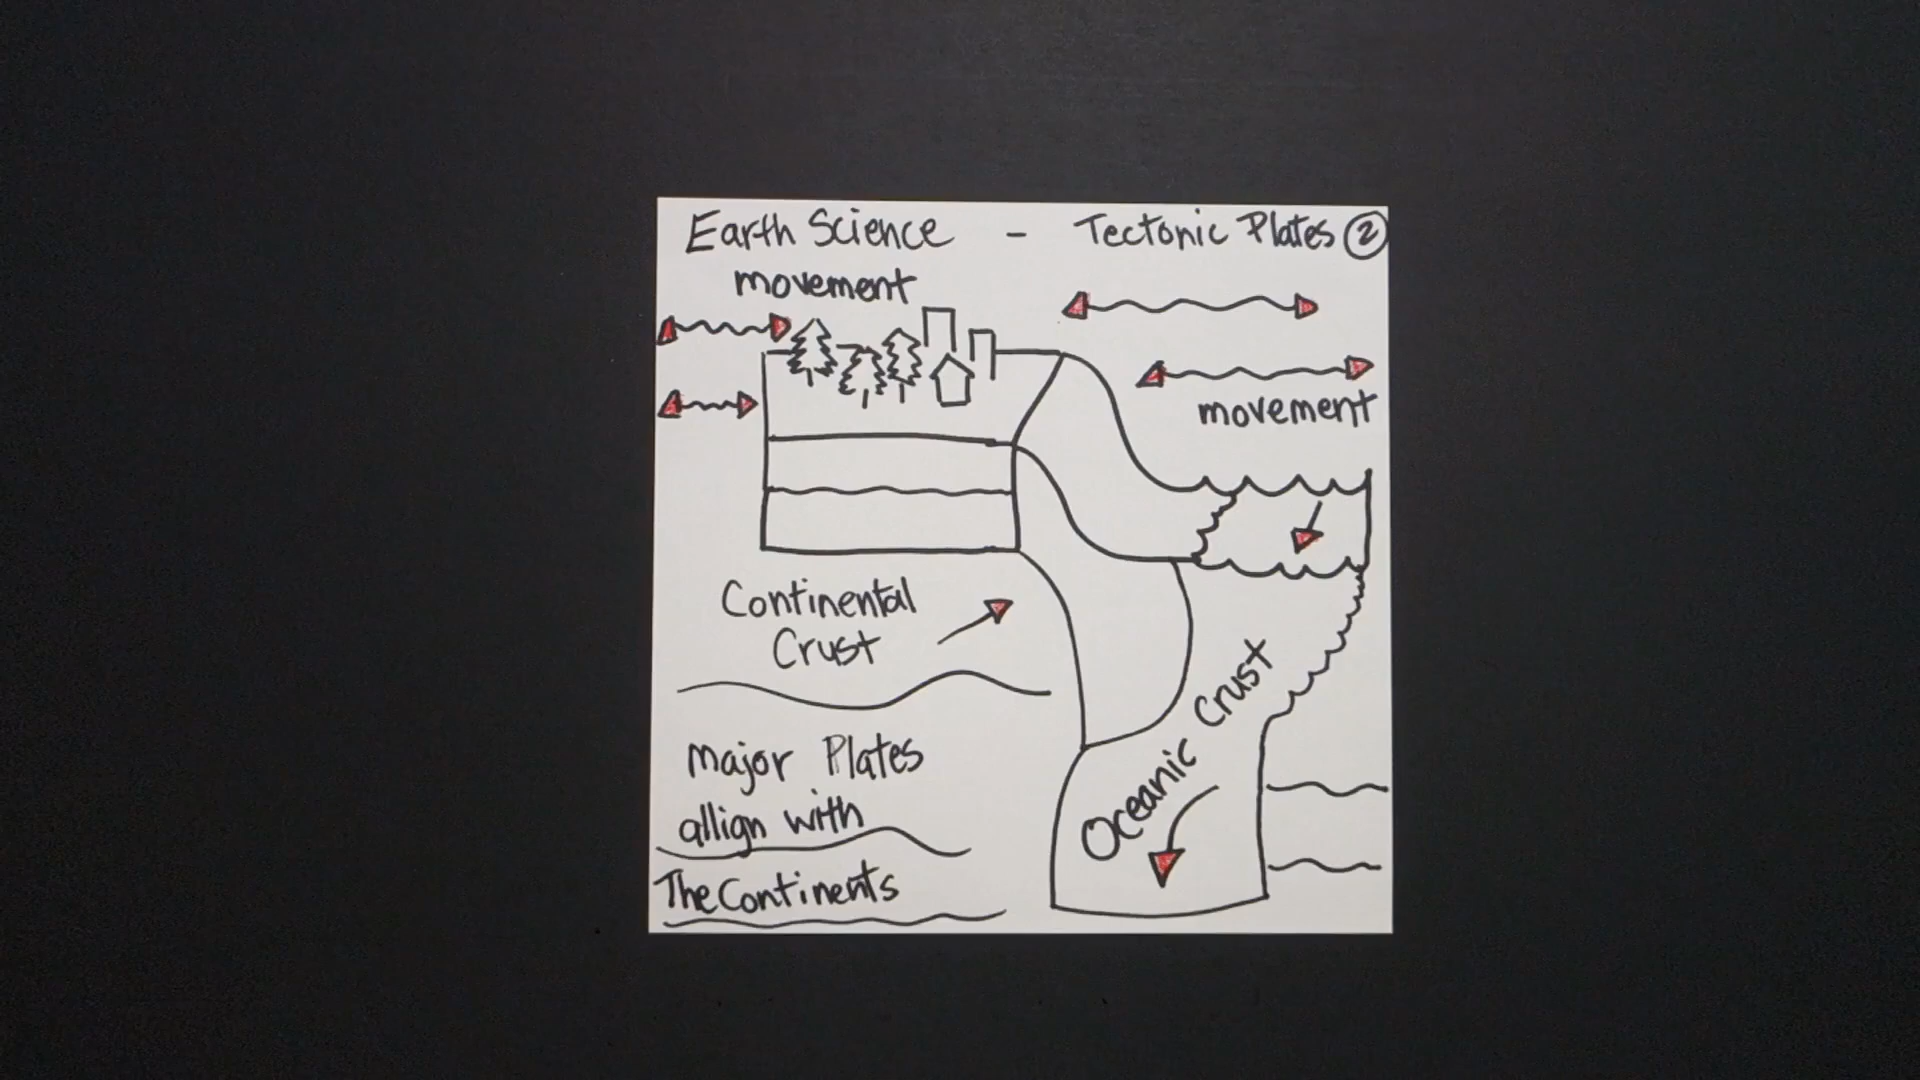 Earth Science - Tectonic Plates 2
movement
movement
Continental
Crust
Oceanic Crust
Major Plates
allign with
The Continents